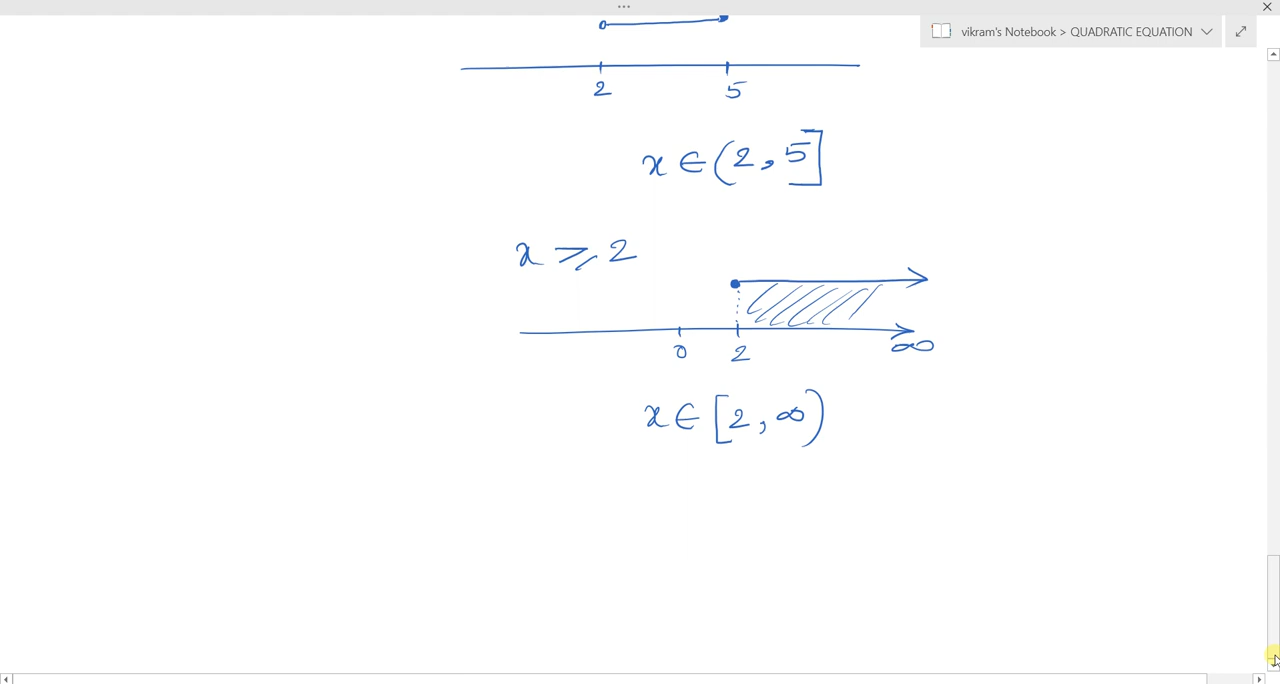 vikram's Notebook > QUADRATIC EQUATION
2 5
x ∈ (2, 5]
x ⩾ 2
0 2 ∞
x ∈ [2, ∞)